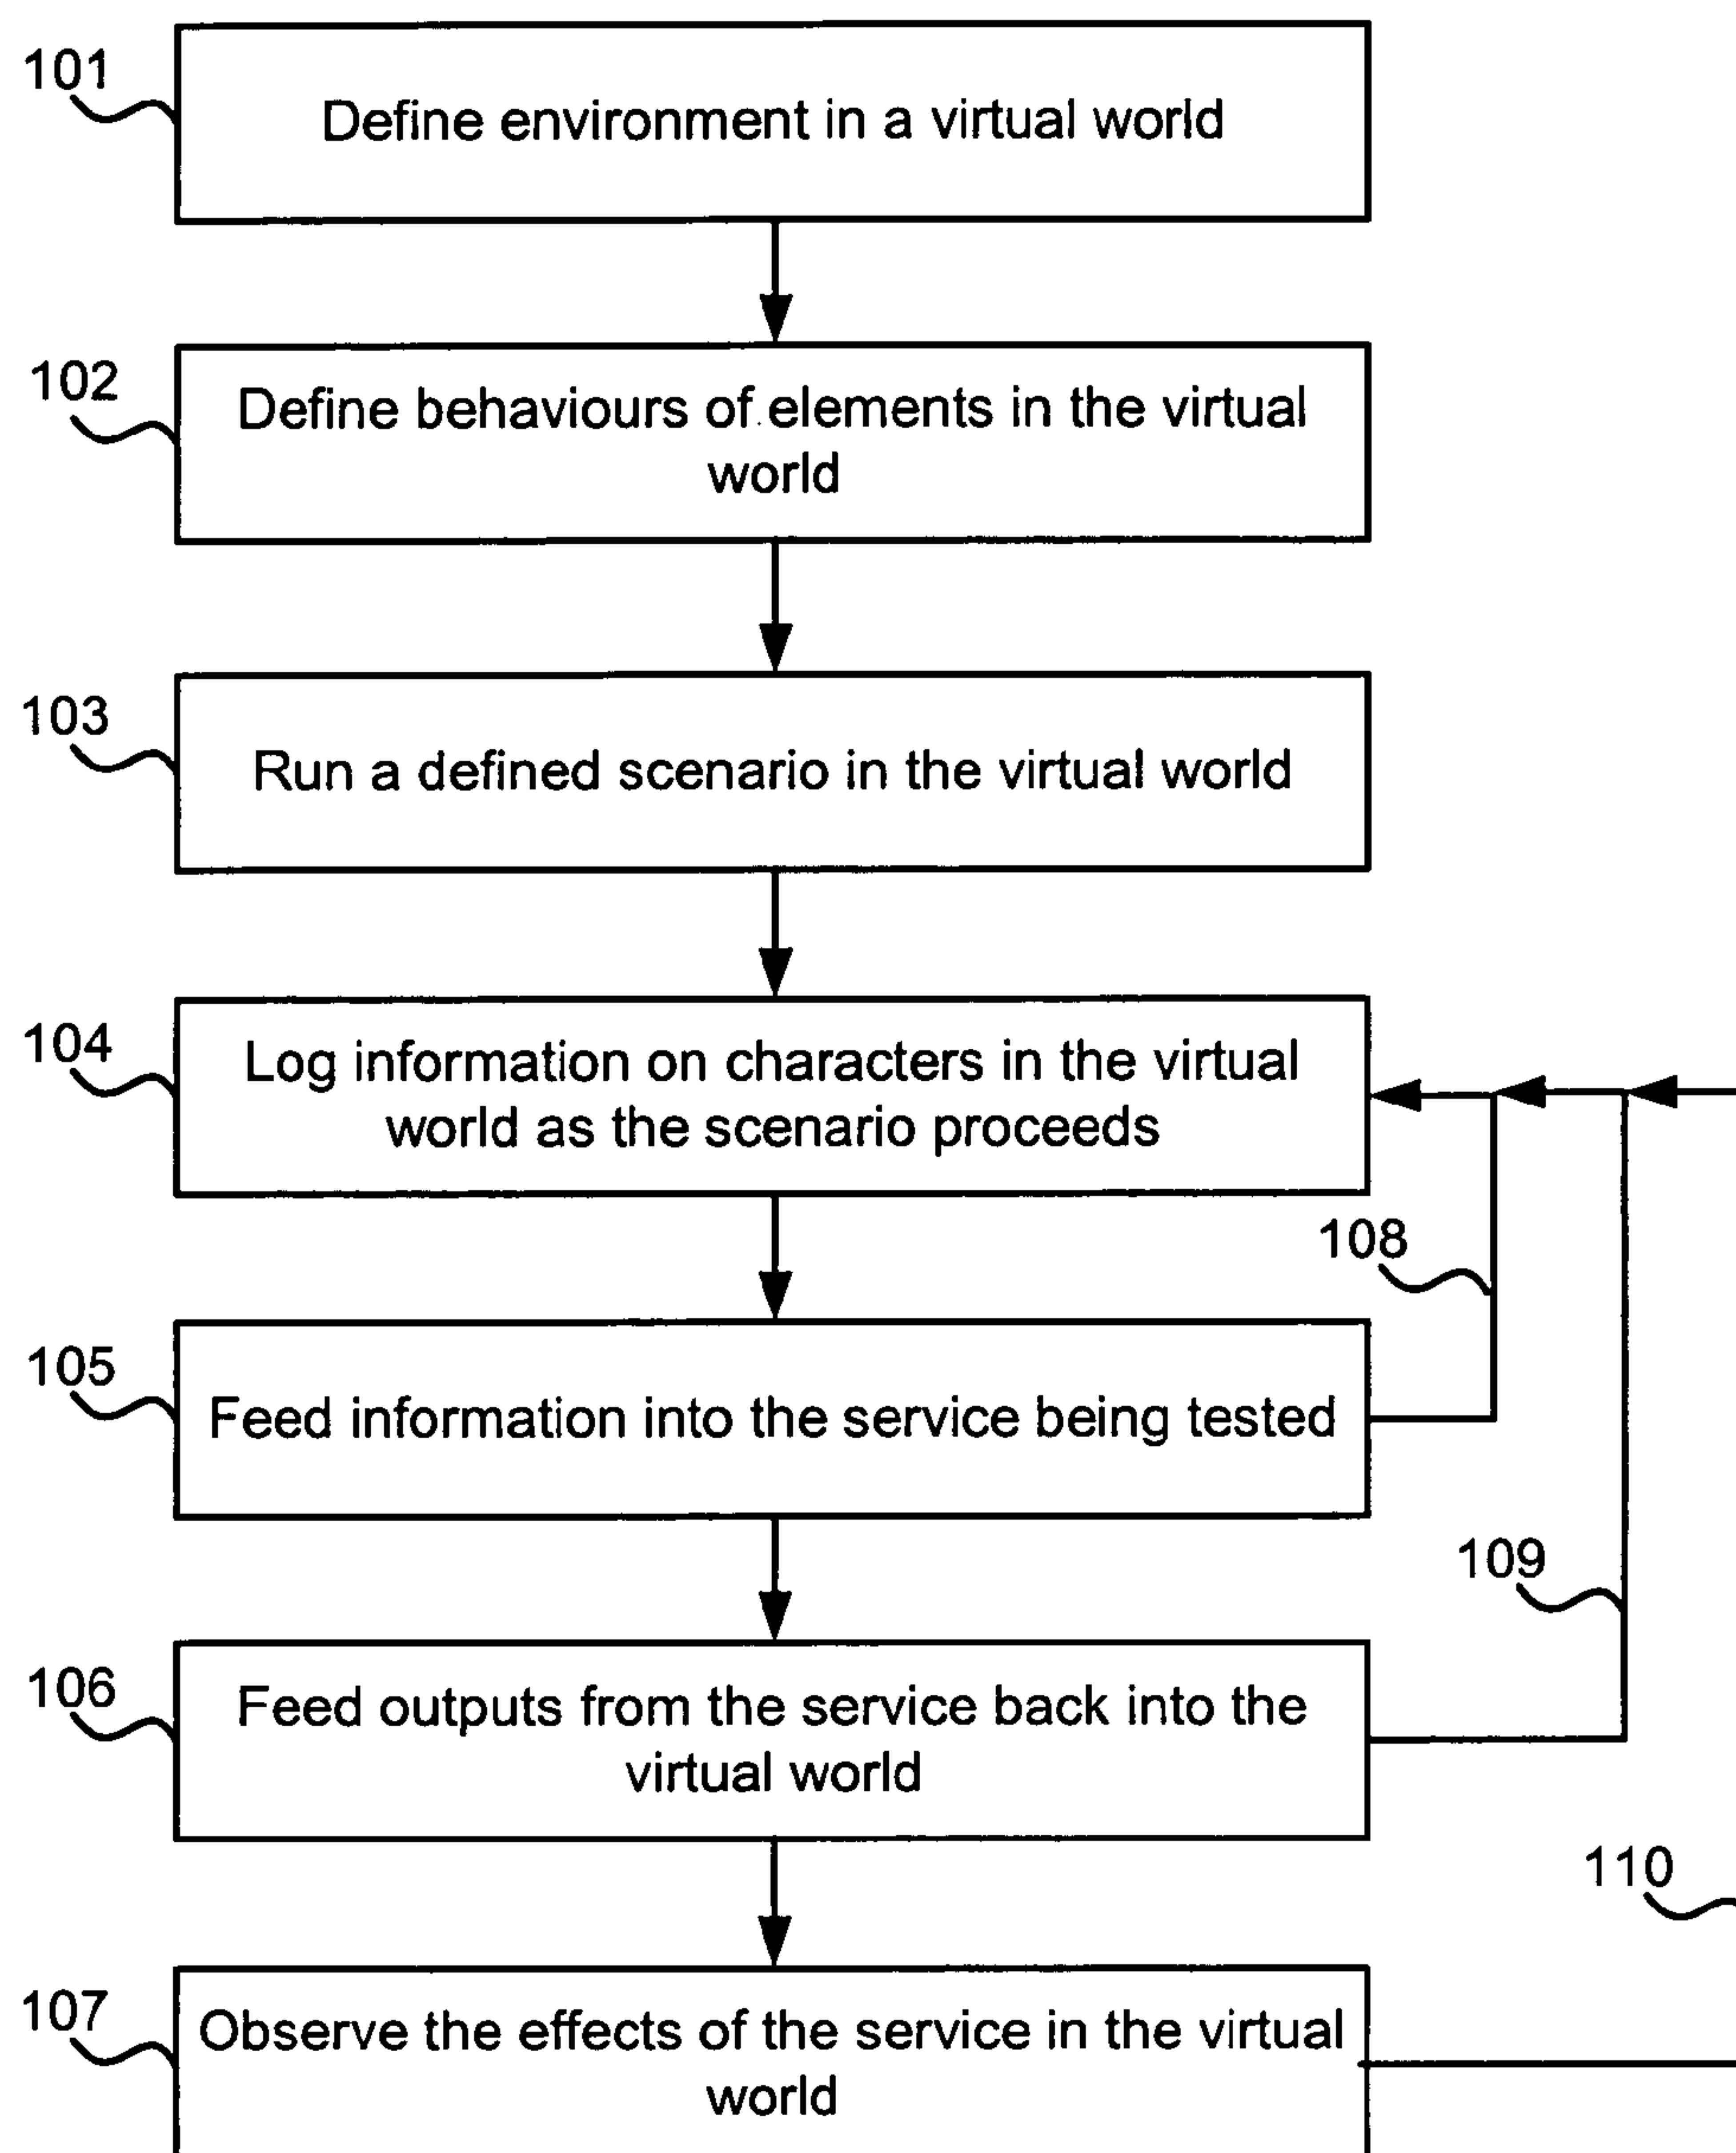 101
Define environment in a virtual world
102
Define behaviours of elements in the virtual
world
103
Run a defined scenario in the virtual world
104
Log information on characters in the virtual
world as the scenario proceeds
108
105
Feed information into the service being tested
109
106
Feed outputs from the service back into the
virtual world
110
107
Observe the effects of the service in the virtual
world